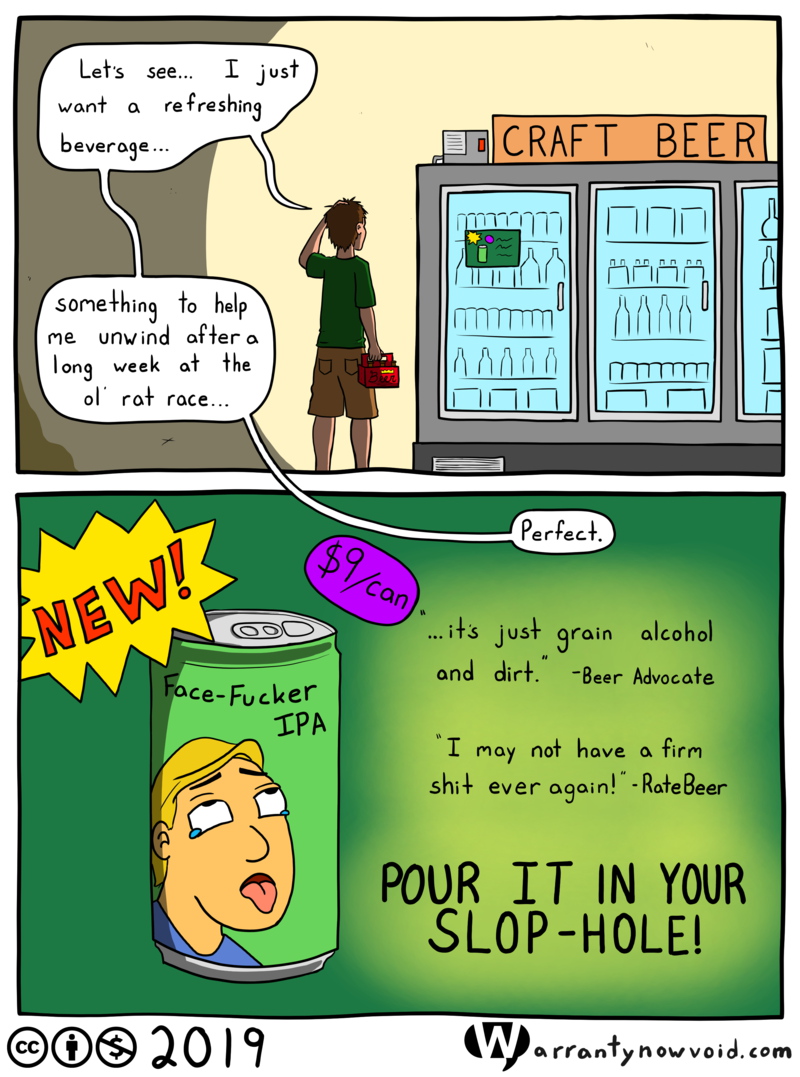 Let's see... I just
want a refreshing
beverage...
CRAFT BEER
something to help
me unwind after a
long week at the
ol' rat race...
Perfect.
NEW!
$9/can
Face-Fucker
IPA
"...it's just grain alcohol
and dirt." -Beer Advocate
"I may not have a firm
shit ever again!" -RateBeer
POUR IT IN YOUR
SLOP-HOLE!
cc
2019
Warrantynowvoid.com